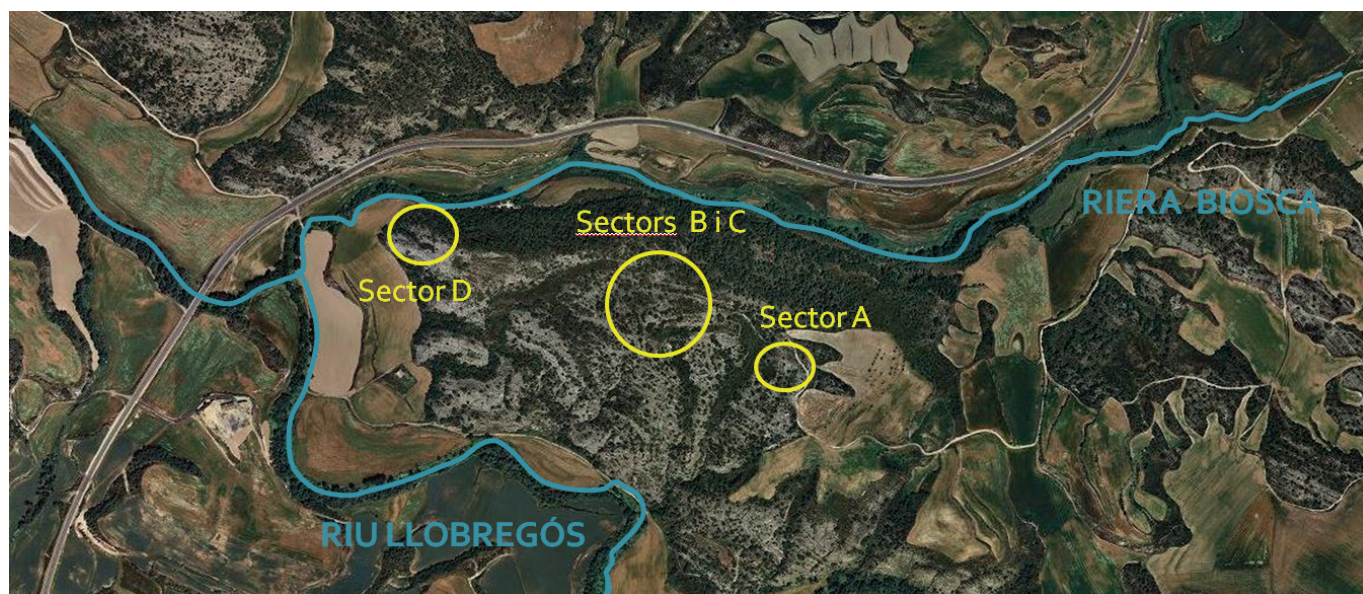 RIERA BIOSCA
Sectors B i C
Sector D
Sector A
RIU LLOBREGÓS